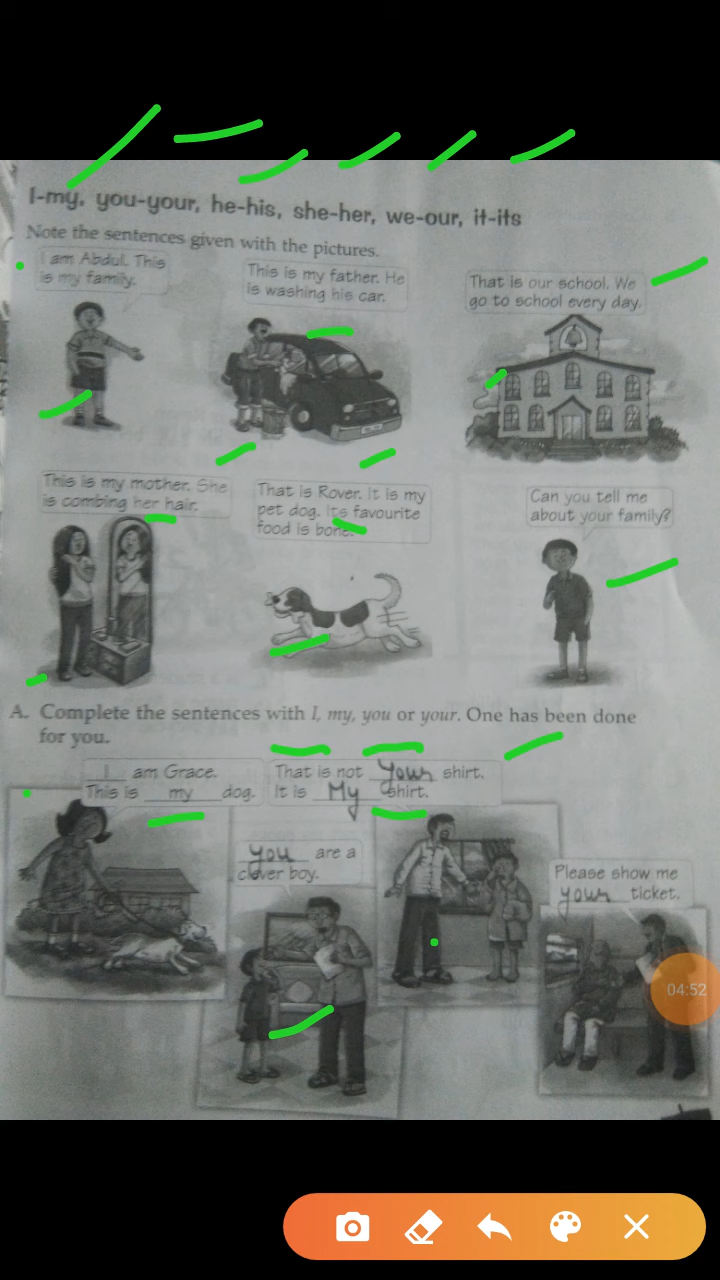 I-my, you-your, he-his, she-her, we-our, it-its
Note the sentences given with the pictures.
I am Abdul. This
is my family.
This is my father. He
is washing his car.
That is our school. We
go to school every day.
This is my mother. She
is combing her hair.
That is Rover. It is my
pet dog. Its favourite
food is bone.
Can you tell me
about your family?
A. Complete the sentences with I, my, you or your. One has been done
for you.
I am Grace.
This is my dog.
That is not Your shirt.
It is My shirt.
you are a
clever boy.
Please show me
your ticket.
04:52